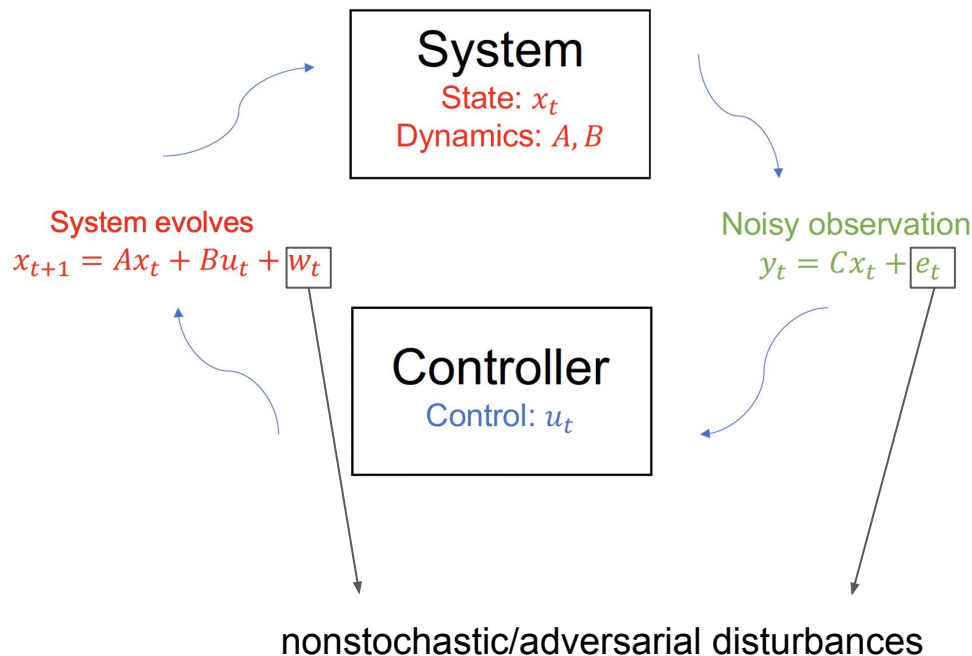 System
State: xₜ
Dynamics: A, B
System evolves
xₜ₊₁ = Axₜ + Buₜ + wₜ
Noisy observation
yₜ = Cxₜ + eₜ
Controller
Control: uₜ
nonstochastic/adversarial disturbances